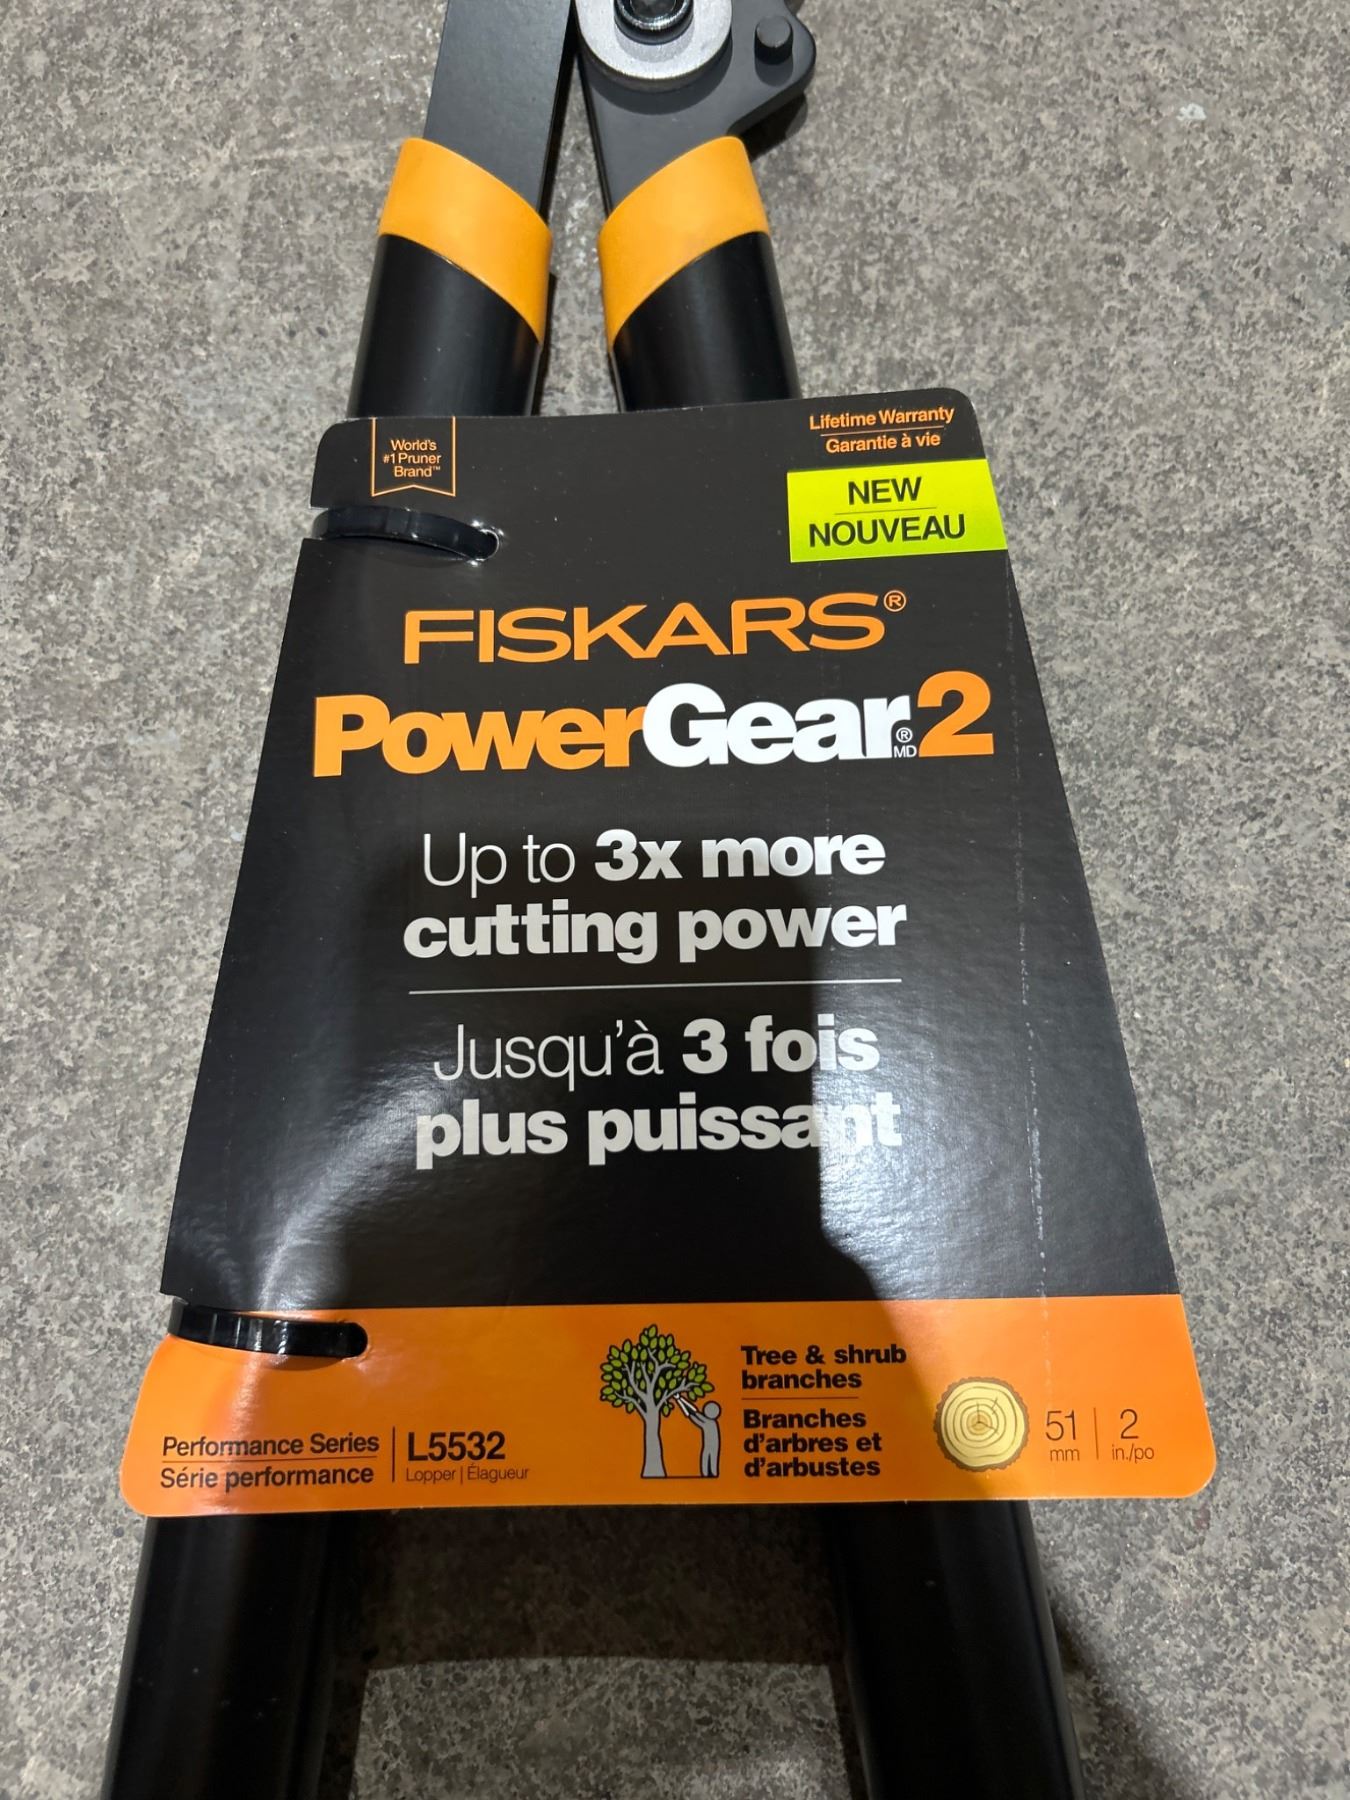 World's
#1 Pruner
Brand™
Lifetime Warranty
Garantie à vie
NEW
NOUVEAU
FISKARS®
PowerGear®MD2
Up to 3x more
cutting power
Jusqu'à 3 fois
plus puissant
Performance Series
Série performance
L5532
Lopper | Élagueur
Tree & shrub
branches
Branches
d'arbres et
d'arbustes
51 | 2
mm in./po